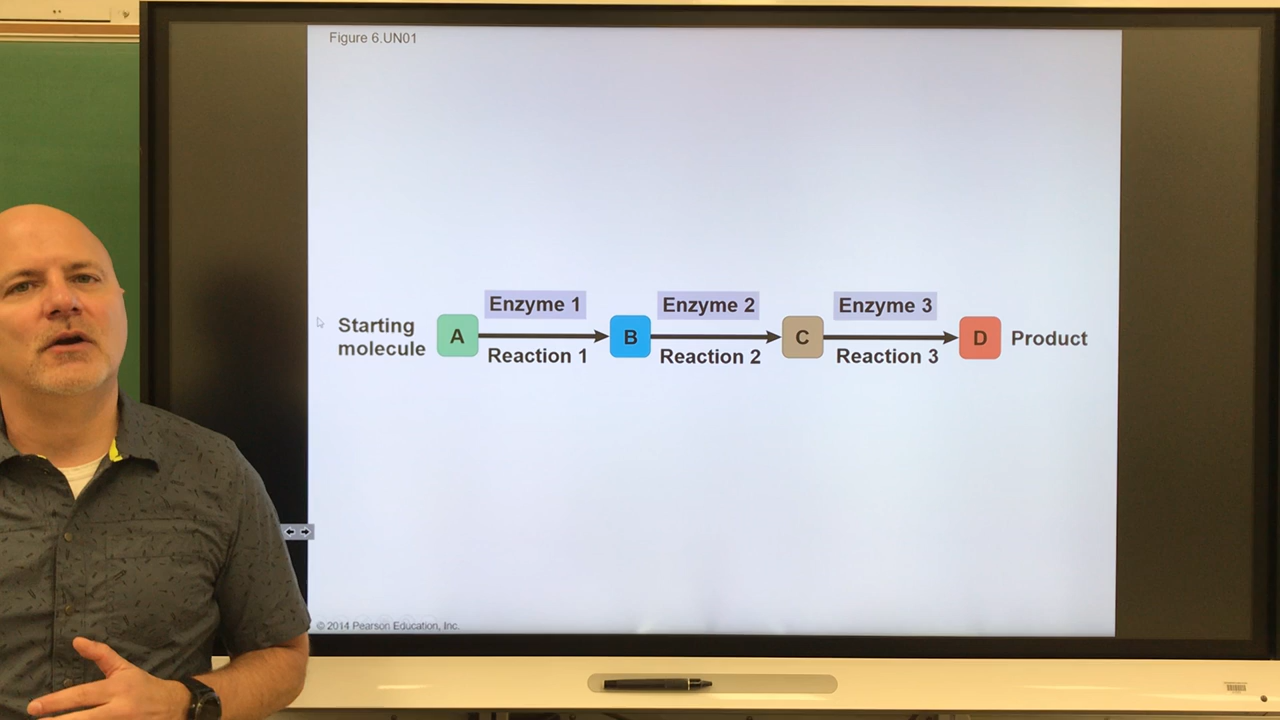 Figure 6.UN01
Enzyme 1
Enzyme 2
Enzyme 3
Starting
molecule
A
B
C
D
Product
Reaction 1
Reaction 2
Reaction 3
© 2014 Pearson Education, Inc.